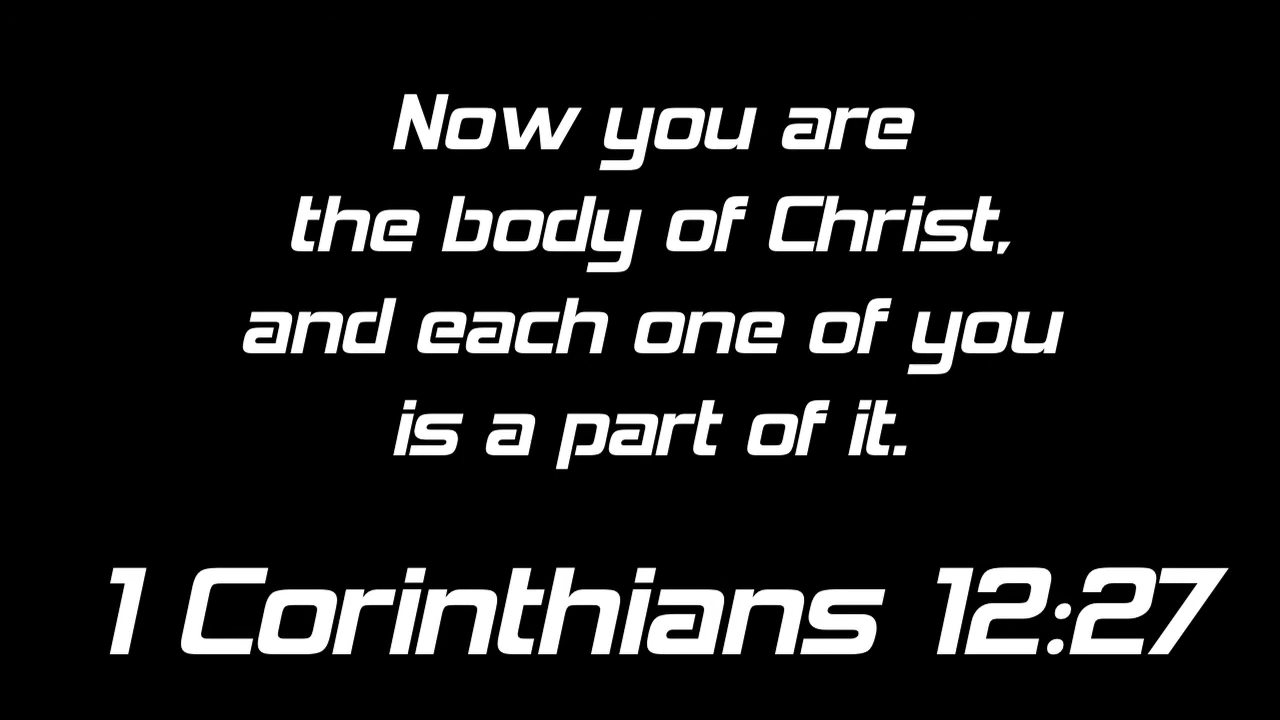 Now you are
the body of Christ,
and each one of you
is a part of it.
1 Corinthians 12:27